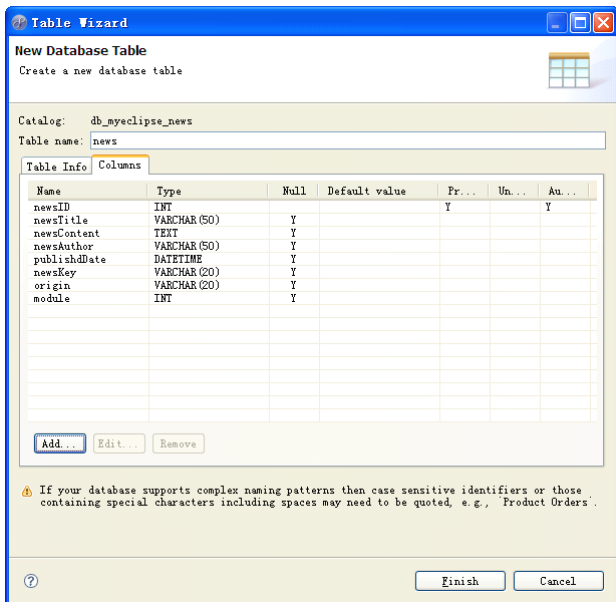 Table Wizard
New Database Table
Create a new database table
Catalog: db_myeclipse_news
Table name: news
Table Info Columns
Name Type Null Default value Pr... Un... Au...
newsID INT Y Y
newsTitle VARCHAR(50) Y
newsContent TEXT Y
newsAuthor VARCHAR(50) Y
publishdDate DATETIME Y
newsKey VARCHAR(20) Y
origin VARCHAR(20) Y
module INT Y
Add... Edit... Remove
If your database supports complex naming patterns then case sensitive identifiers or those
containing special characters including spaces may need to be quoted, e.g., `Product Orders`.
Finish Cancel